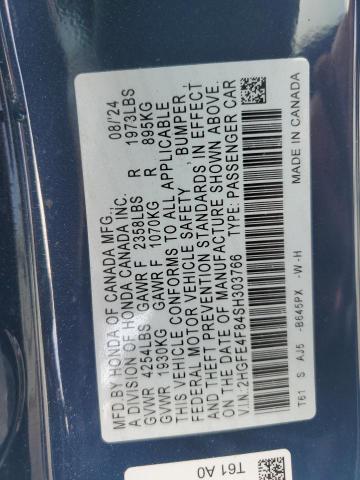 MFD BY HONDA OF CANADA MFG., 08/'24
A DIVISION OF HONDA CANADA INC.
GVWR 4254LBS GAWR F 2358LBS R 1973LBS
GVWR 1930KG GAWR F 1070KG R 895KG
THIS VEHICLE CONFORMS TO ALL APPLICABLE
FEDERAL MOTOR VEHICLE SAFETY, BUMPER,
THEFT PREVENTION STANDARDS IN EFFECT
ON THE DATE OF MANUFACTURE SHOWN ABOVE.
V.I.N.:2HGFE4F84SH303766 TYPE: PASSENGER CAR
T61 S AJ5 -B645PX -W-H MADE IN CANADA
T61 A0